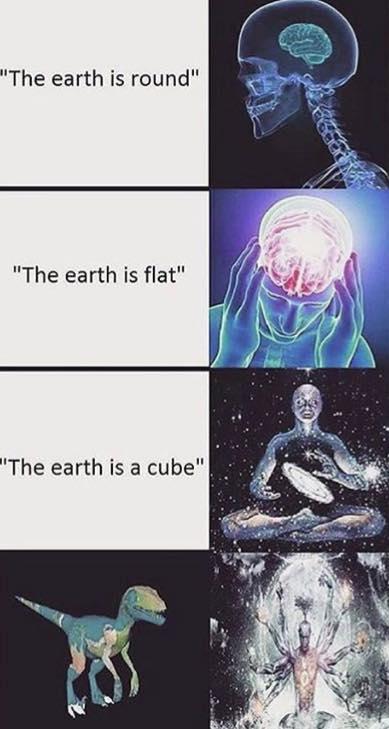 "The earth is round"
"The earth is flat"
"The earth is a cube"